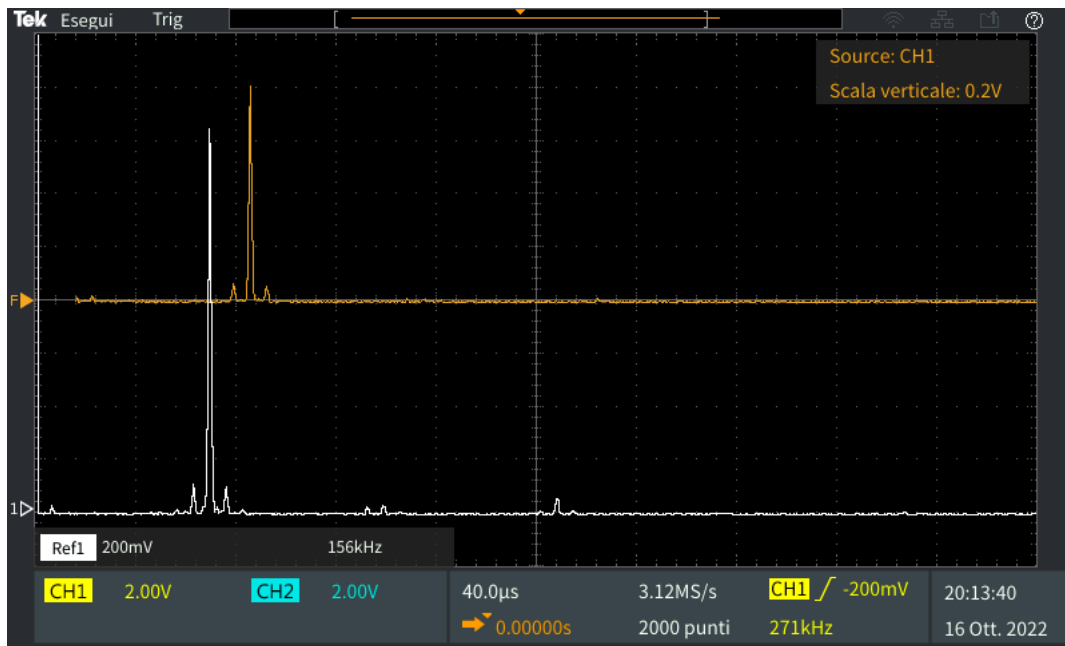 Tek Esegui Trig
Source: CH1
Scala verticale: 0.2V
F
1
Ref1 200mV 156kHz
CH1 2.00V CH2 2.00V 40.0µs 3.12MS/s CH1 -200mV 20:13:40
0.00000s 2000 punti 271kHz 16 Ott. 2022